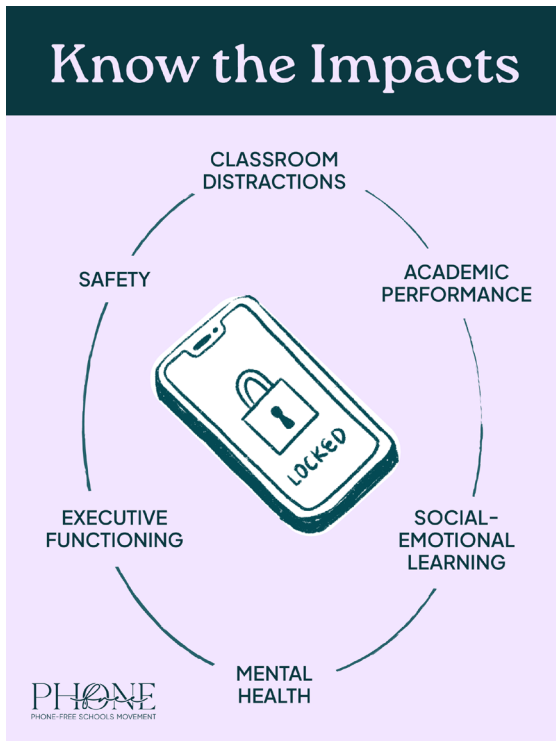 Know the Impacts
CLASSROOM
DISTRACTIONS
SAFETY
ACADEMIC
PERFORMANCE
LOCKED
EXECUTIVE
FUNCTIONING
SOCIAL-
EMOTIONAL
LEARNING
MENTAL
HEALTH
PHONE
free
PHONE-FREE SCHOOLS MOVEMENT